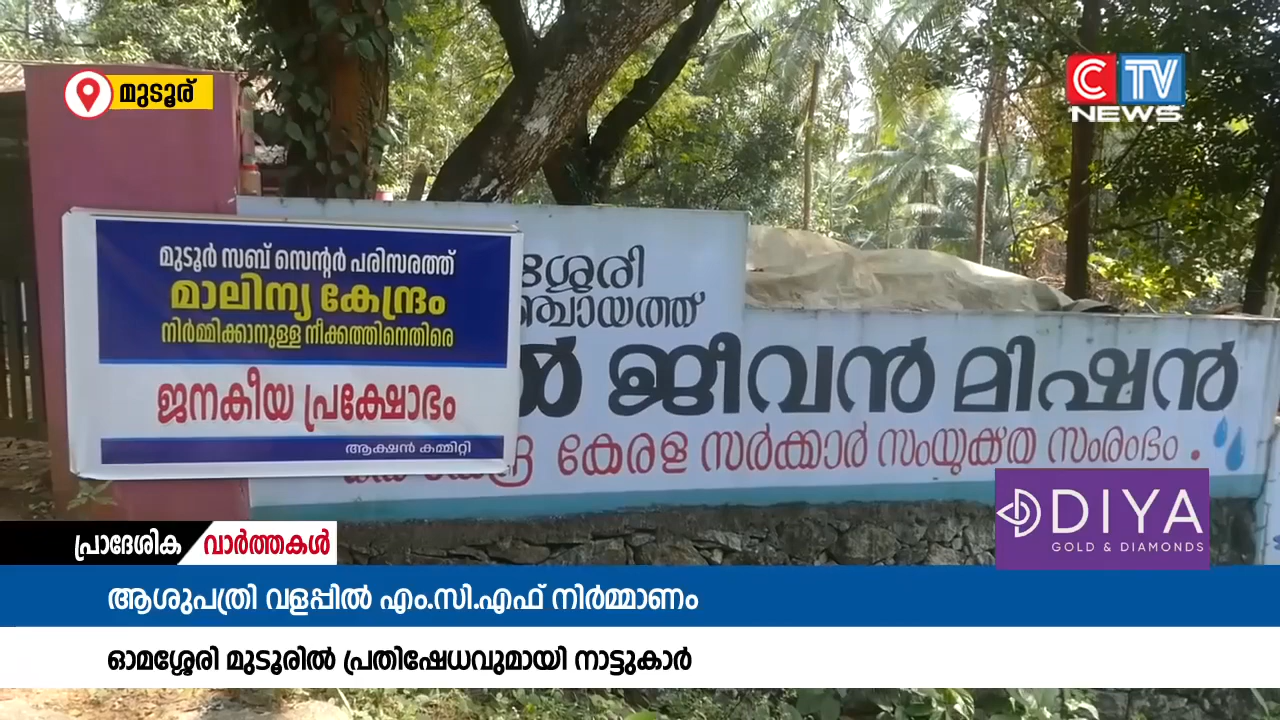 മുടൂര്
CTV
NEWS
മുടൂർ സബ് സെന്റർ പരിസരത്ത്
മാലിന്യ കേന്ദ്രം
നിർമ്മിക്കാനുള്ള നീക്കത്തിനെതിരെ
ജനകീയ പ്രക്ഷോഭം
ആക്ഷൻ കമ്മിറ്റി
ശ്ശേരി
ഞ്ചായത്ത്
ൽ ജീവൻ മിഷൻ
കേരള സർക്കാർ സംയുക്ത സംരംഭം.
DIYA
GOLD & DIAMONDS
പ്രാദേശിക വാർത്തകൾ
ആശുപത്രി വളപ്പിൽ എം.സി.എഫ് നിർമ്മാണം
ഓമശ്ശേരി മുടൂരിൽ പ്രതിഷേധവുമായി നാട്ടുകാർ